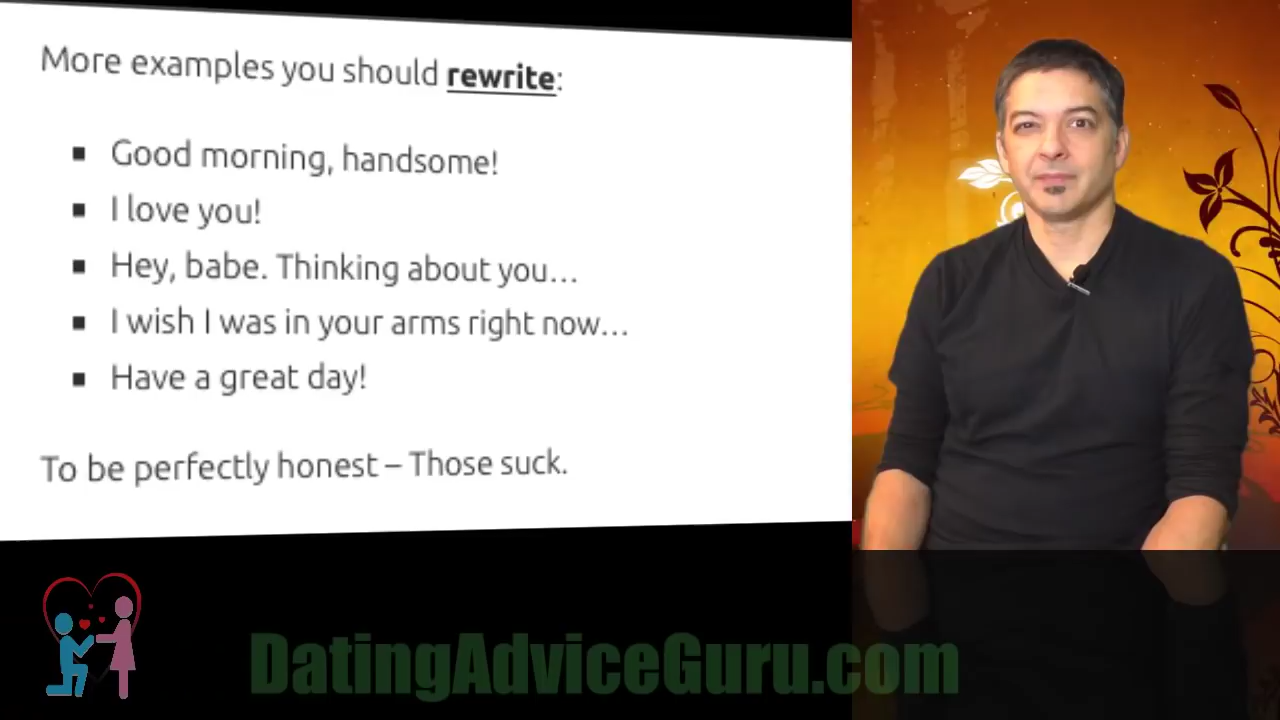 More examples you should rewrite:
▪ Good morning, handsome!
▪ I love you!
▪ Hey, babe. Thinking about you…
▪ I wish I was in your arms right now…
▪ Have a great day!
To be perfectly honest – Those suck.
DatingAdviceGuru.com